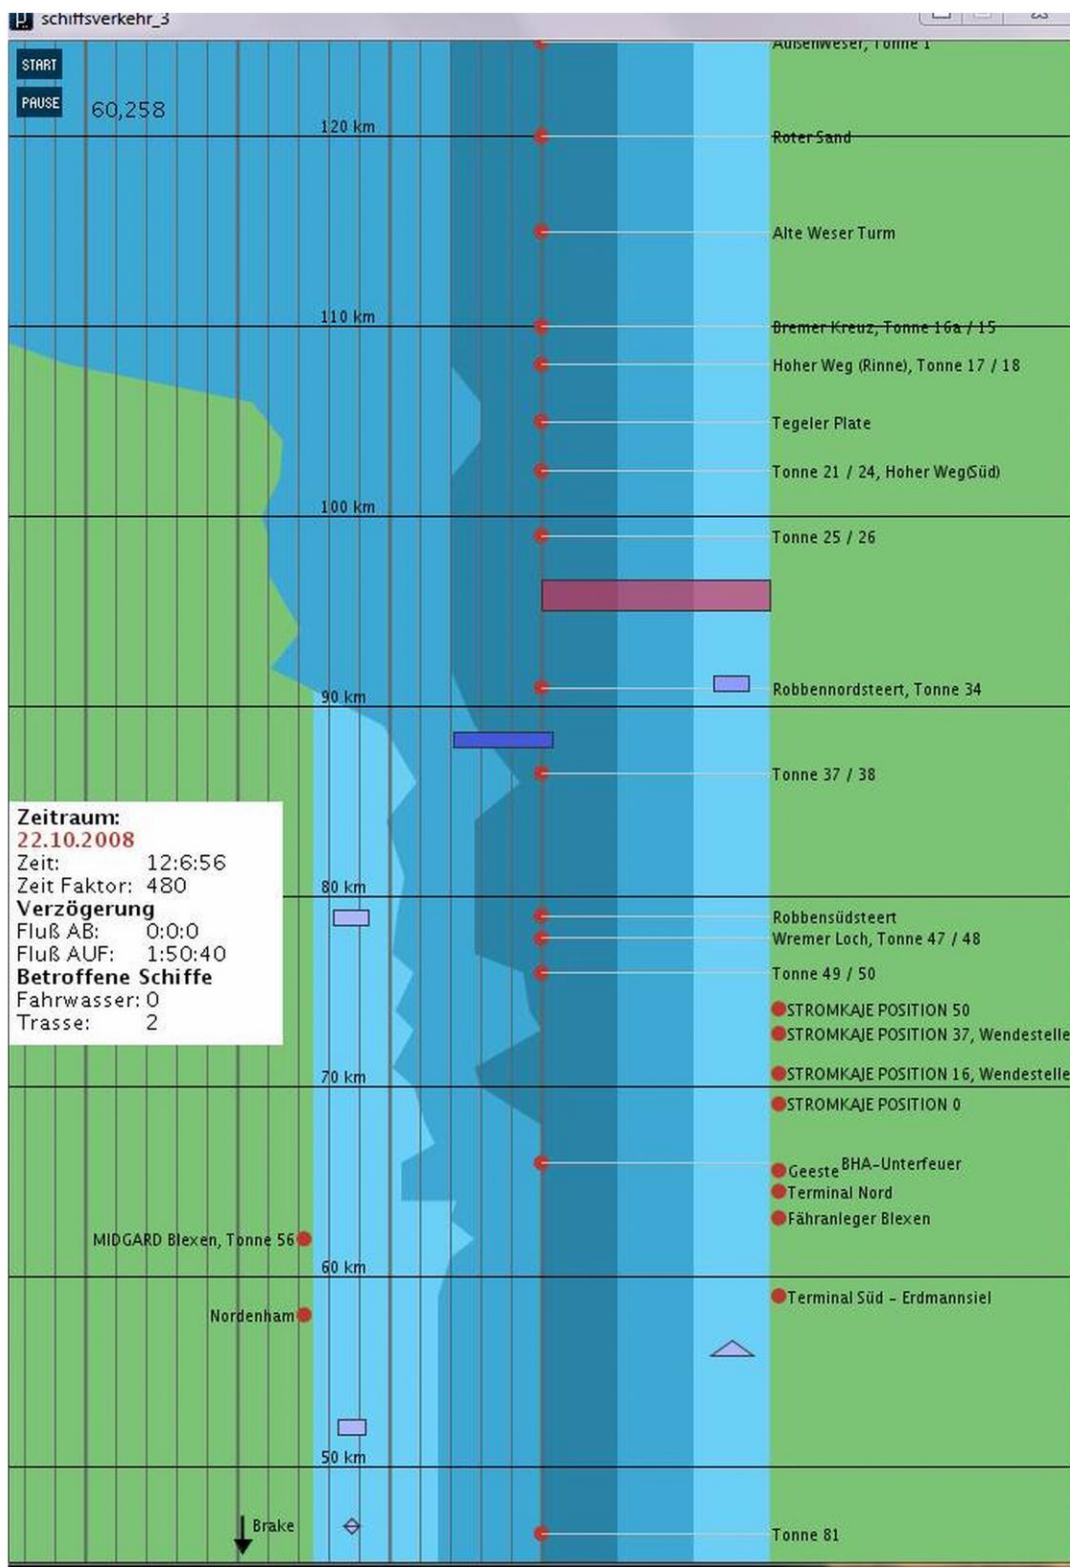 schiffsverkehr_3
START
PAUSE
60,258
Außenweser, Tonne 1
120 km
Roter Sand
Alte Weser Turm
110 km
Bremer Kreuz, Tonne 16a / 15
Hoher Weg (Rinne), Tonne 17 / 18
Tegeler Plate
Tonne 21 / 24, Hoher Weg(Süd)
100 km
Tonne 25 / 26
Robbennordsteert, Tonne 34
90 km
Tonne 37 / 38
Zeitraum:
22.10.2008
Zeit: 12:6:56
Zeit Faktor: 480
Verzögerung
Fluß AB: 0:0:0
Fluß AUF: 1:50:40
Betroffene Schiffe
Fahrwasser: 0
Trasse: 2
80 km
Robbensüdsteert
Wremer Loch, Tonne 47 / 48
Tonne 49 / 50
STROMKAJE POSITION 50
STROMKAJE POSITION 37, Wendestelle
70 km
STROMKAJE POSITION 16, Wendestelle
STROMKAJE POSITION 0
BHA-Unterfeuer
Geeste
Terminal Nord
Fähranleger Blexen
MIDGARD Blexen, Tonne 56
60 km
Terminal Süd - Erdmannsiel
Nordenham
50 km
Brake
Tonne 81